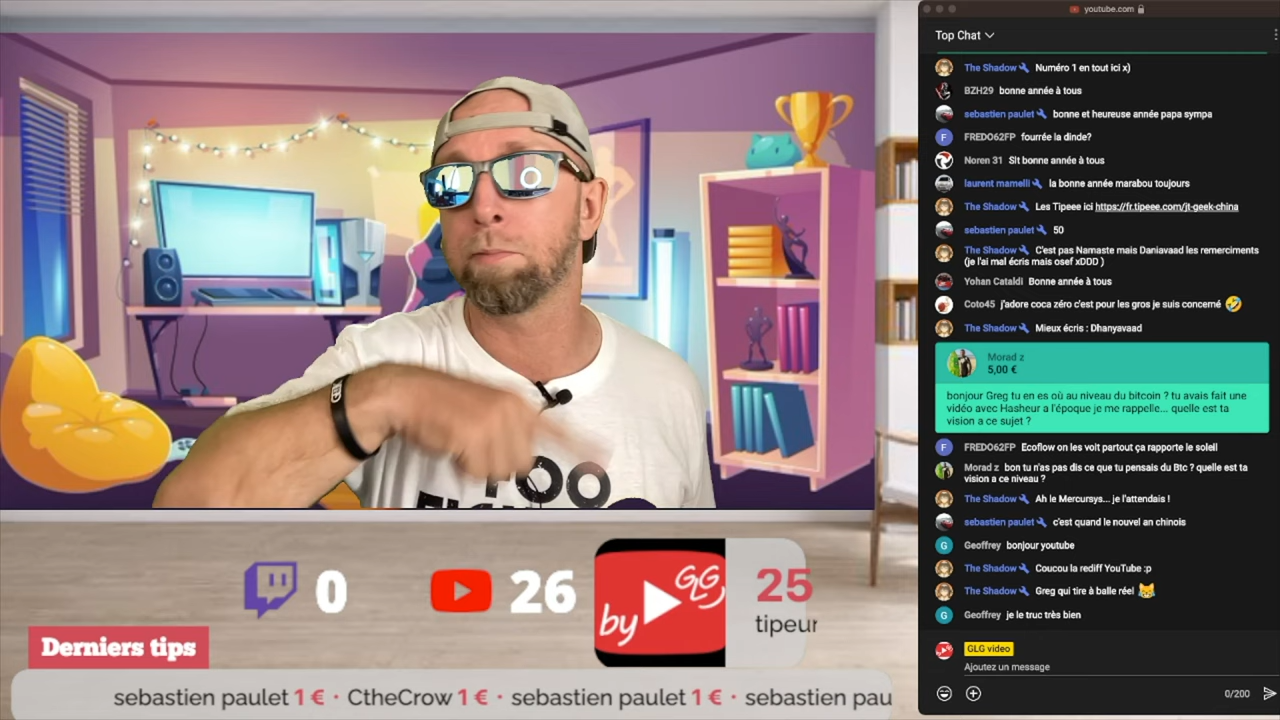 youtube.com
Top Chat
The Shadow Numéro 1 en tout ici x)
BZH29 bonne année à tous
sebastien paulet bonne et heureuse année papa sympa
FREDO62FP fourrée la dinde?
Noren 31 Slt bonne année à tous
laurent mamelli la bonne année marabou toujours
The Shadow Les Tipeee ici https://fr.tipeee.com/jt-geek-china
sebastien paulet 50
The Shadow C'est pas Namaste mais Daniavaad les remerciments
(je l'ai mal écris mais osef xDDD )
Yohan Cataldi Bonne année à tous
Coto45 j'adore coca zéro c'est pour les gros je suis concerné 🤣
The Shadow Mieux écris : Dhanyavaad
Morad z
5,00 €
bonjour Greg tu en es où au niveau du bitcoin ? tu avais fait une
vidéo avec Hasheur a l'époque je me rappelle... quelle est ta
vision a ce sujet ?
FREDO62FP Ecoflow on les voit partout ça rapporte le soleil
Morad z bon tu n'as pas dis ce que tu pensais du Btc ? quelle est ta
vision a ce niveau ?
The Shadow Ah le Mercursys... je l'attendais !
sebastien paulet c'est quand le nouvel an chinois
Geoffrey bonjour youtube
The Shadow Coucou la rediff YouTube :p
The Shadow Greg qui tire à balle réel 😸
Geoffrey je le truc très bien
GLG video
Ajoutez un message
0/200
FOO
0
26
by GLG
25
tipeur
Derniers tips
sebastien paulet 1 € · CtheCrow 1 € · sebastien paulet 1 € · sebastien pau